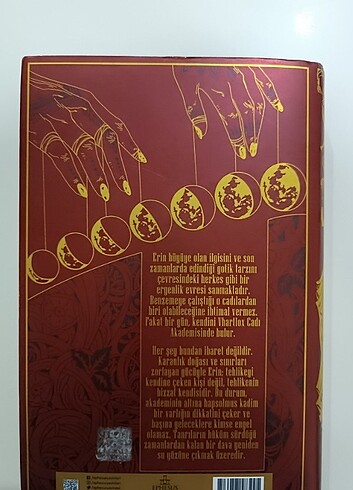 Erin büyüye olan ilgisini ve son
zamanlarda edindiği gotik tarzını
çevresindeki herkes gibi bir
ergenlik evresi sanmaktadır.
Benzemeye çalıştığı o cadılardan
biri olabileceğine ihtimal vermez.
Fakat bir gün, kendini Vharllox Cadı
Akademisinde bulur.
Her şey bundan ibaret değildir.
Karanlık doğası ve sınırları
zorlayan gücüyle Erin; tehlikeyi
kendine çeken kişi değil, tehlikenin
bizzat kendisidir. Bu durum,
akademinin altına hapsolmuş kadim
bir varlığın dikkatini çeker ve
başına geleceklere kimse engel
olamaz. Tanrıların hüküm sürdüğü
zamanlardan kalan bir dava yeniden
su yüzüne çıkmak üzeredir.
EPHESUS